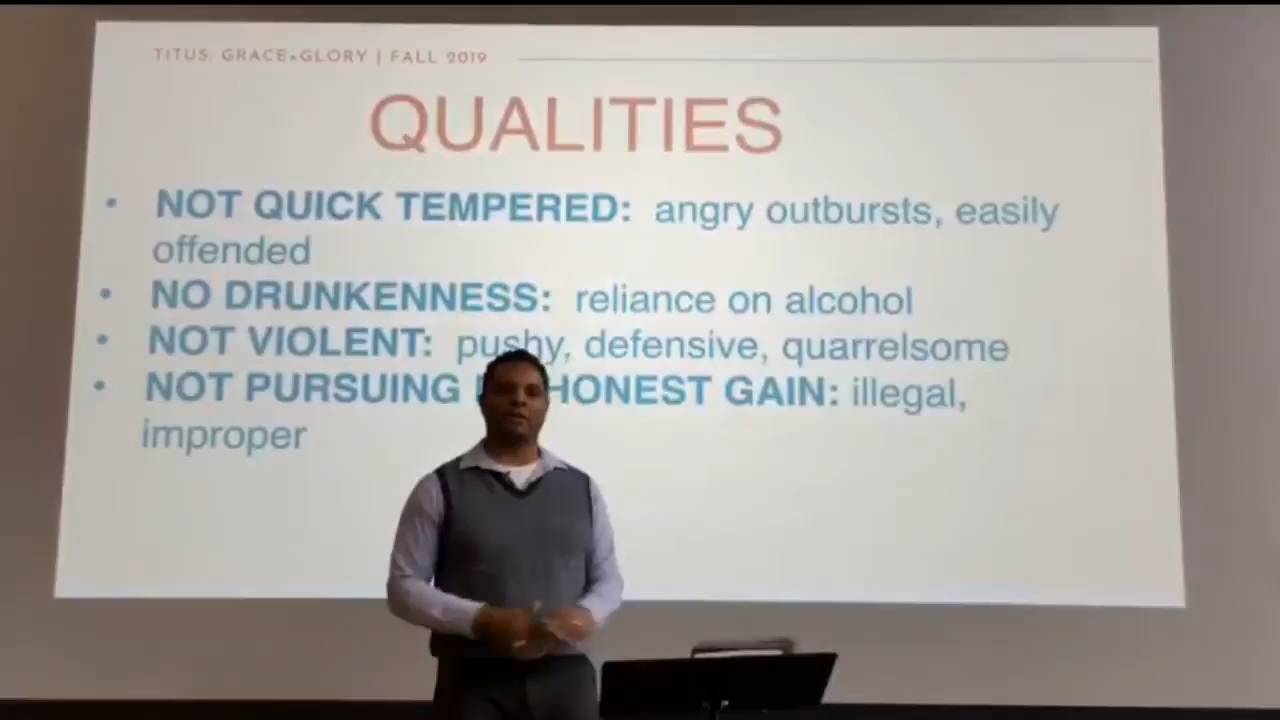 TITUS: GRACE+GLORY | FALL 2019
QUALITIES
• NOT QUICK TEMPERED: angry outbursts, easily
offended
• NO DRUNKENNESS: reliance on alcohol
• NOT VIOLENT: pushy, defensive, quarrelsome
• NOT PURSUING HONEST GAIN: illegal,
improper